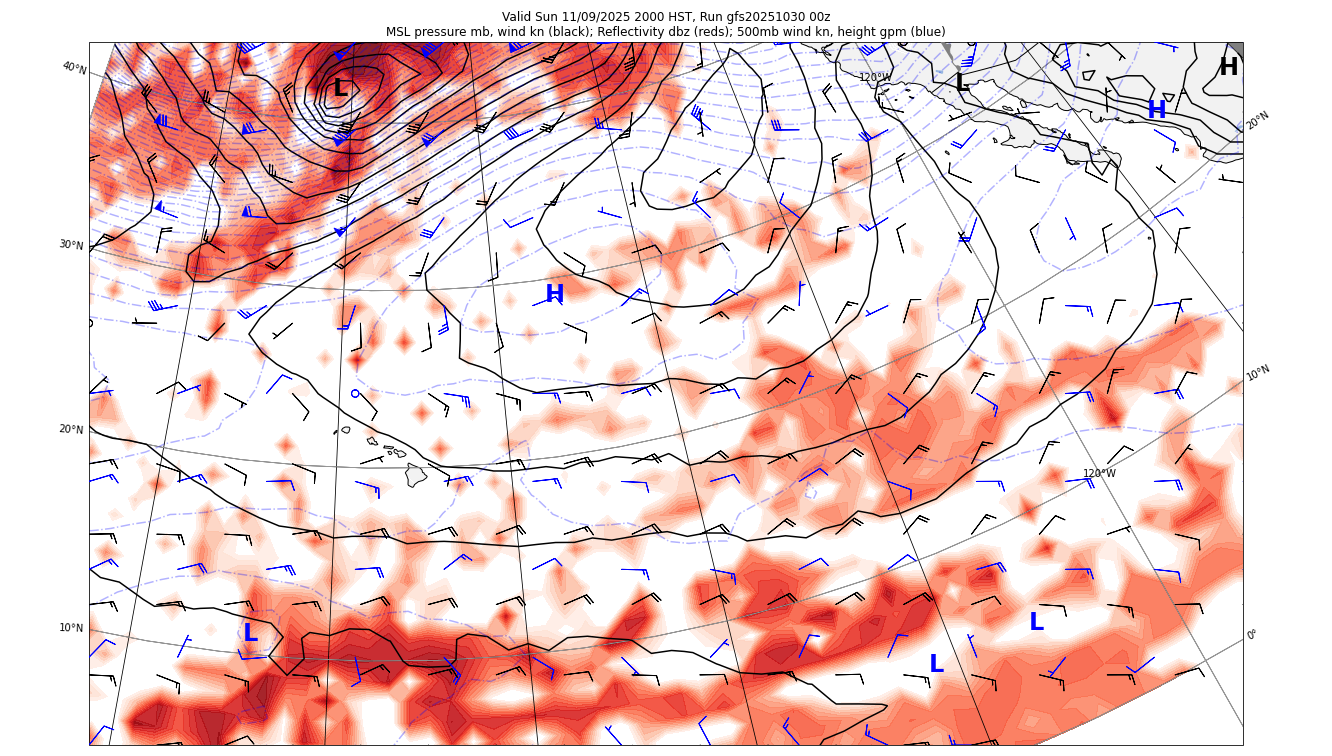 Valid Sun 11/09/2025 2000 HST, Run gfs20251030 00z
MSL pressure mb, wind kn (black); Reflectivity dbz (reds); 500mb wind kn, height gpm (blue)
40°N
L
120°W
L
H
H
20°N
30°N
H
10°N
20°N
120°W
10°N
L
L
0°
L